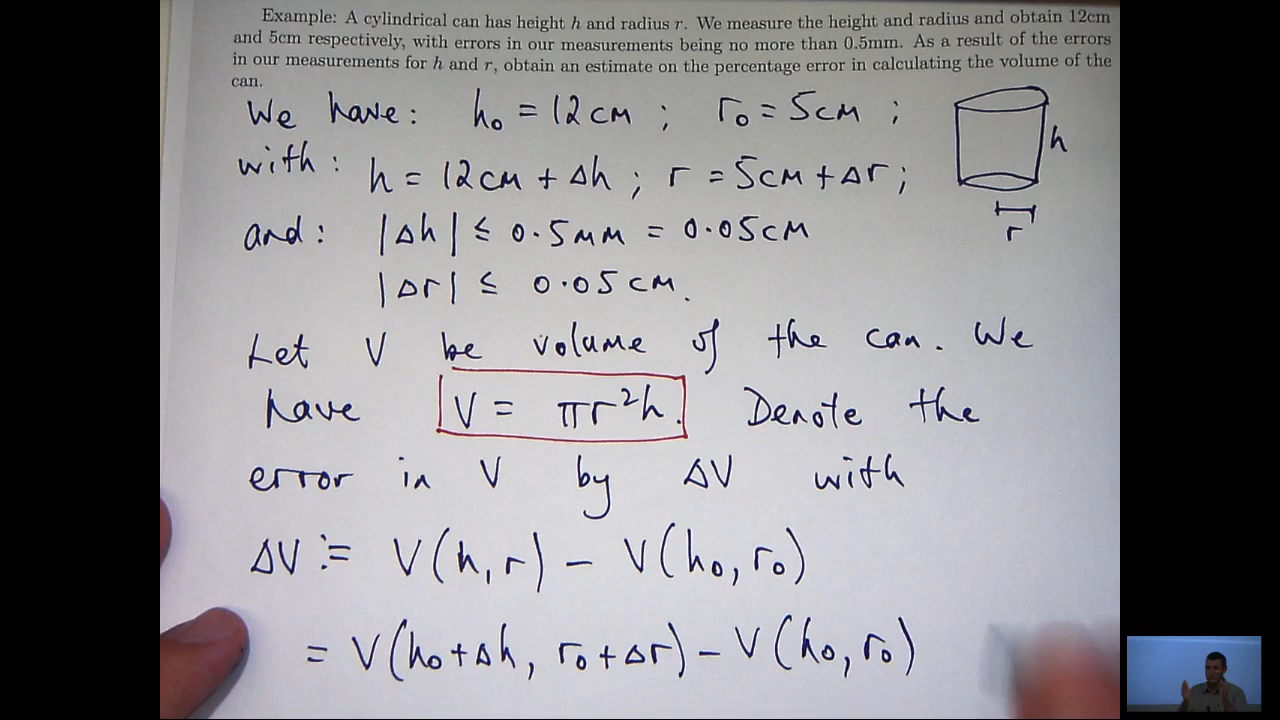 Example: A cylindrical can has height h and radius r. We measure the height and radius and obtain 12cm
and 5cm respectively, with errors in our measurements being no more than 0.5mm. As a result of the errors
in our measurements for h and r, obtain an estimate on the percentage error in calculating the volume of the
can.
We have: h₀ = 12cm ; r₀ = 5cm ;
with: h = 12cm + Δh ; r = 5cm + Δr ;
h
and: |Δh| ≤ 0.5mm = 0.05cm
r
|Δr| ≤ 0.05cm.
Let V be volume of the can. We
have V = πr²h. Denote the
error in V by ΔV with
ΔV := V(h, r) − V(h₀, r₀)
= V(h₀+Δh, r₀+Δr) − V(h₀, r₀)